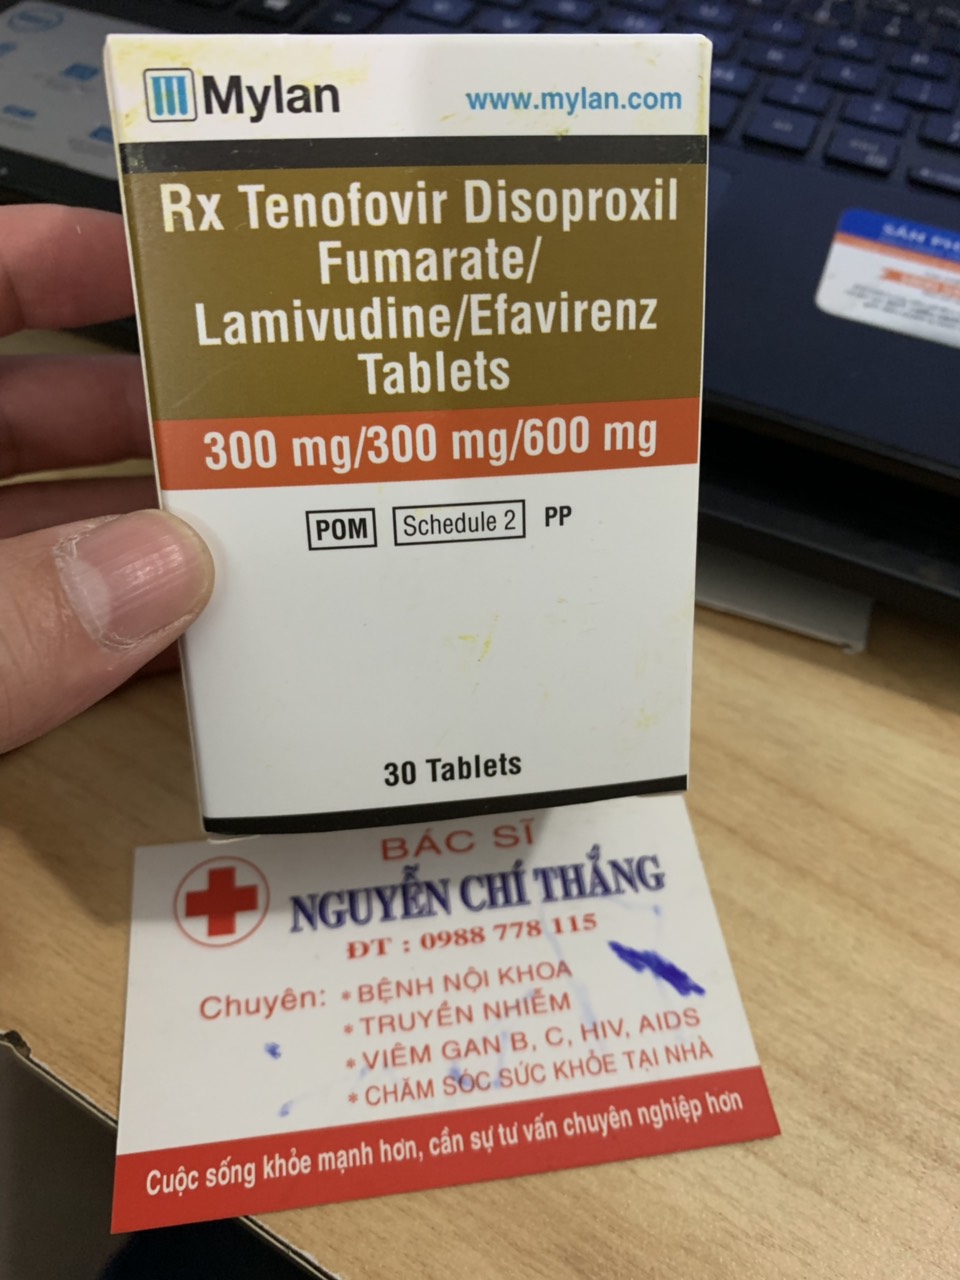 Mylan
www.mylan.com
Rx Tenofovir Disoproxil
Fumarate/
Lamivudine/Efavirenz
Tablets
300 mg/300 mg/600 mg
POM Schedule 2 PP
30 Tablets
BÁC SĨ
NGUYỄN CHÍ THẮNG
ĐT : 0988 778 115
Chuyên: * BỆNH NỘI KHOA
* TRUYỀN NHIỄM
* VIÊM GAN B, C, HIV, AIDS
* CHĂM SÓC SỨC KHỎE TẠI NHÀ
Cuộc sống khỏe mạnh hơn, cần sự tư vấn chuyên nghiệp hơn
SẢN PH